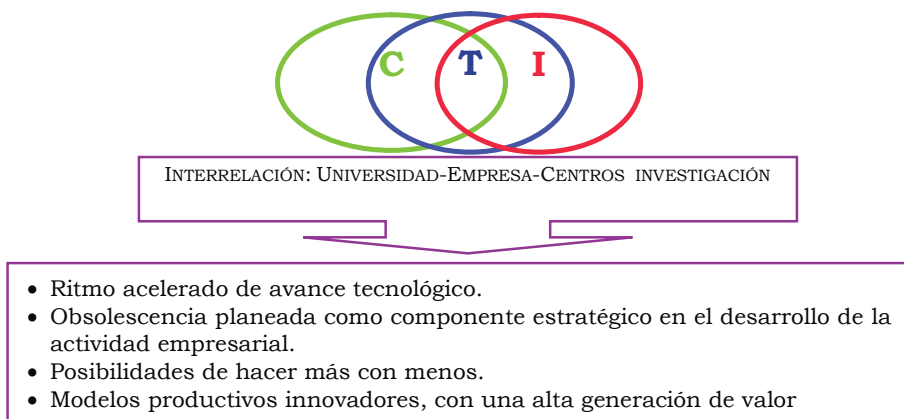 C T I
INTERRELACIÓN: UNIVERSIDAD-EMPRESA-CENTROS INVESTIGACIÓN
• Ritmo acelerado de avance tecnológico.
• Obsolescencia planeada como componente estratégico en el desarrollo de la
actividad empresarial.
• Posibilidades de hacer más con menos.
• Modelos productivos innovadores, con una alta generación de valor